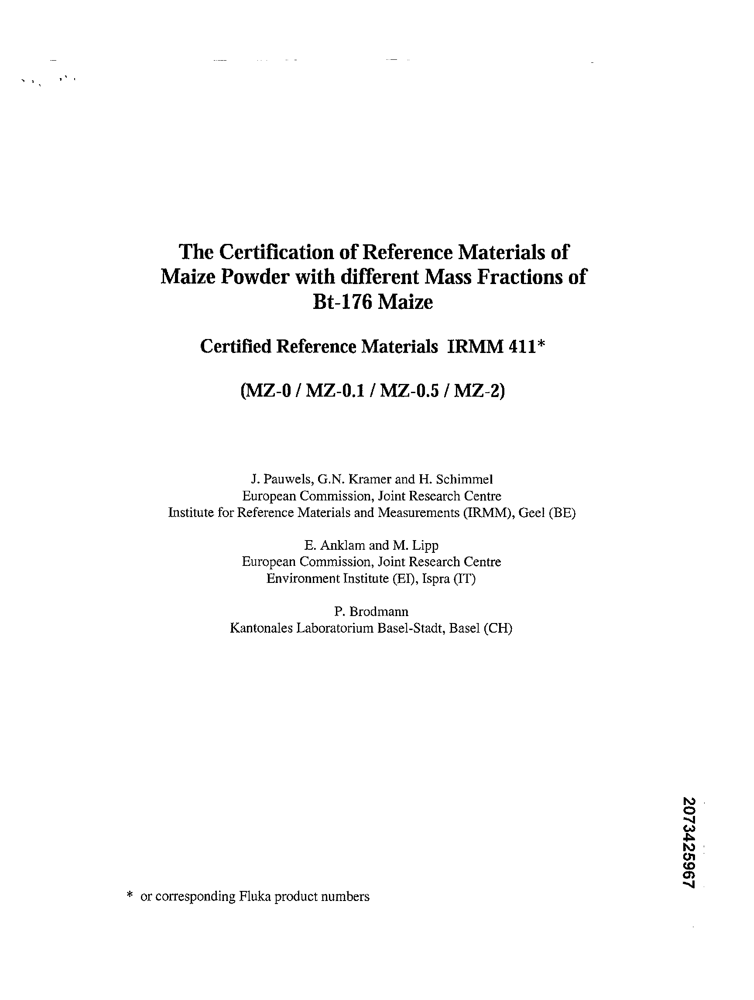 The Certification of Reference Materials of
Maize Powder with different Mass Fractions of
Bt-176 Maize
Certified Reference Materials IRMM 411*
(MZ-0 / MZ-0.1 / MZ-0.5 / MZ-2)
J. Pauwels, G.N. Kramer and H. Schimmel
European Commission, Joint Research Centre
Institute for Reference Materials and Measurements (IRMM), Geel (BE)
E. Anklam and M. Lipp
European Commission, Joint Research Centre
Environment Institute (EI), Ispra (IT)
P. Brodmann
Kantonales Laboratorium Basel-Stadt, Basel (CH)
2073425967
* or corresponding Fluka product numbers